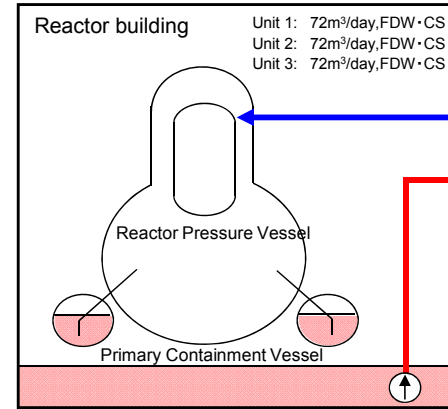 Reactor building
Unit 1: 72m³/day,FDW・CS
Unit 2: 72m³/day,FDW・CS
Unit 3: 72m³/day,FDW・CS
Reactor Pressure Vessel
Primary Containment Vessel